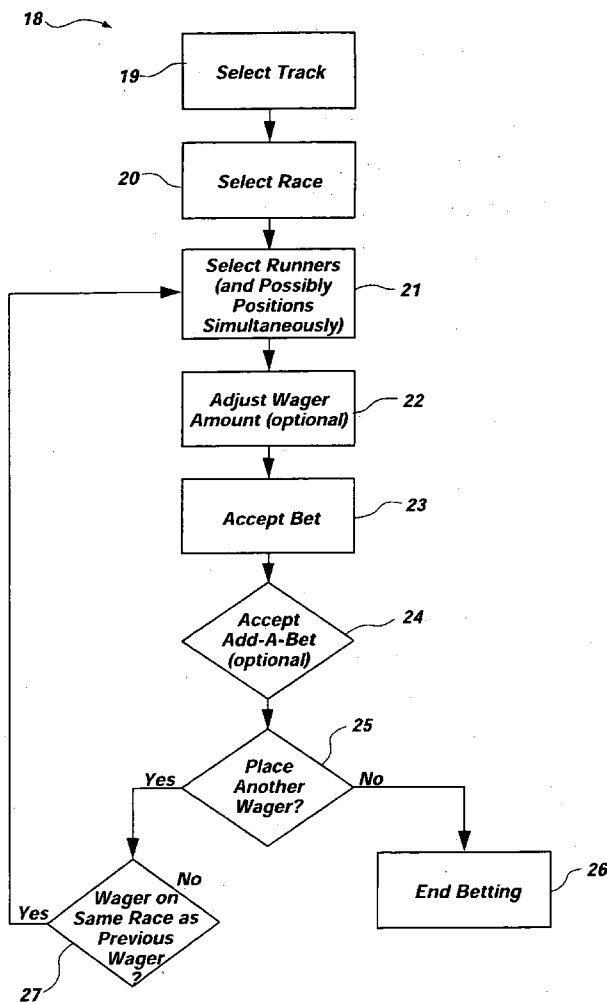 18
19
Select Track
20
Select Race
Select Runners
(and Possibly
Positions
Simultaneously)
21
Adjust Wager
Amount (optional)
22
Accept Bet
23
Accept
Add-A-Bet
(optional)
24
25
Place
Another
Wager?
Yes
No
End Betting
26
Yes
No
Wager on
Same Race as
Previous
Wager
?
27